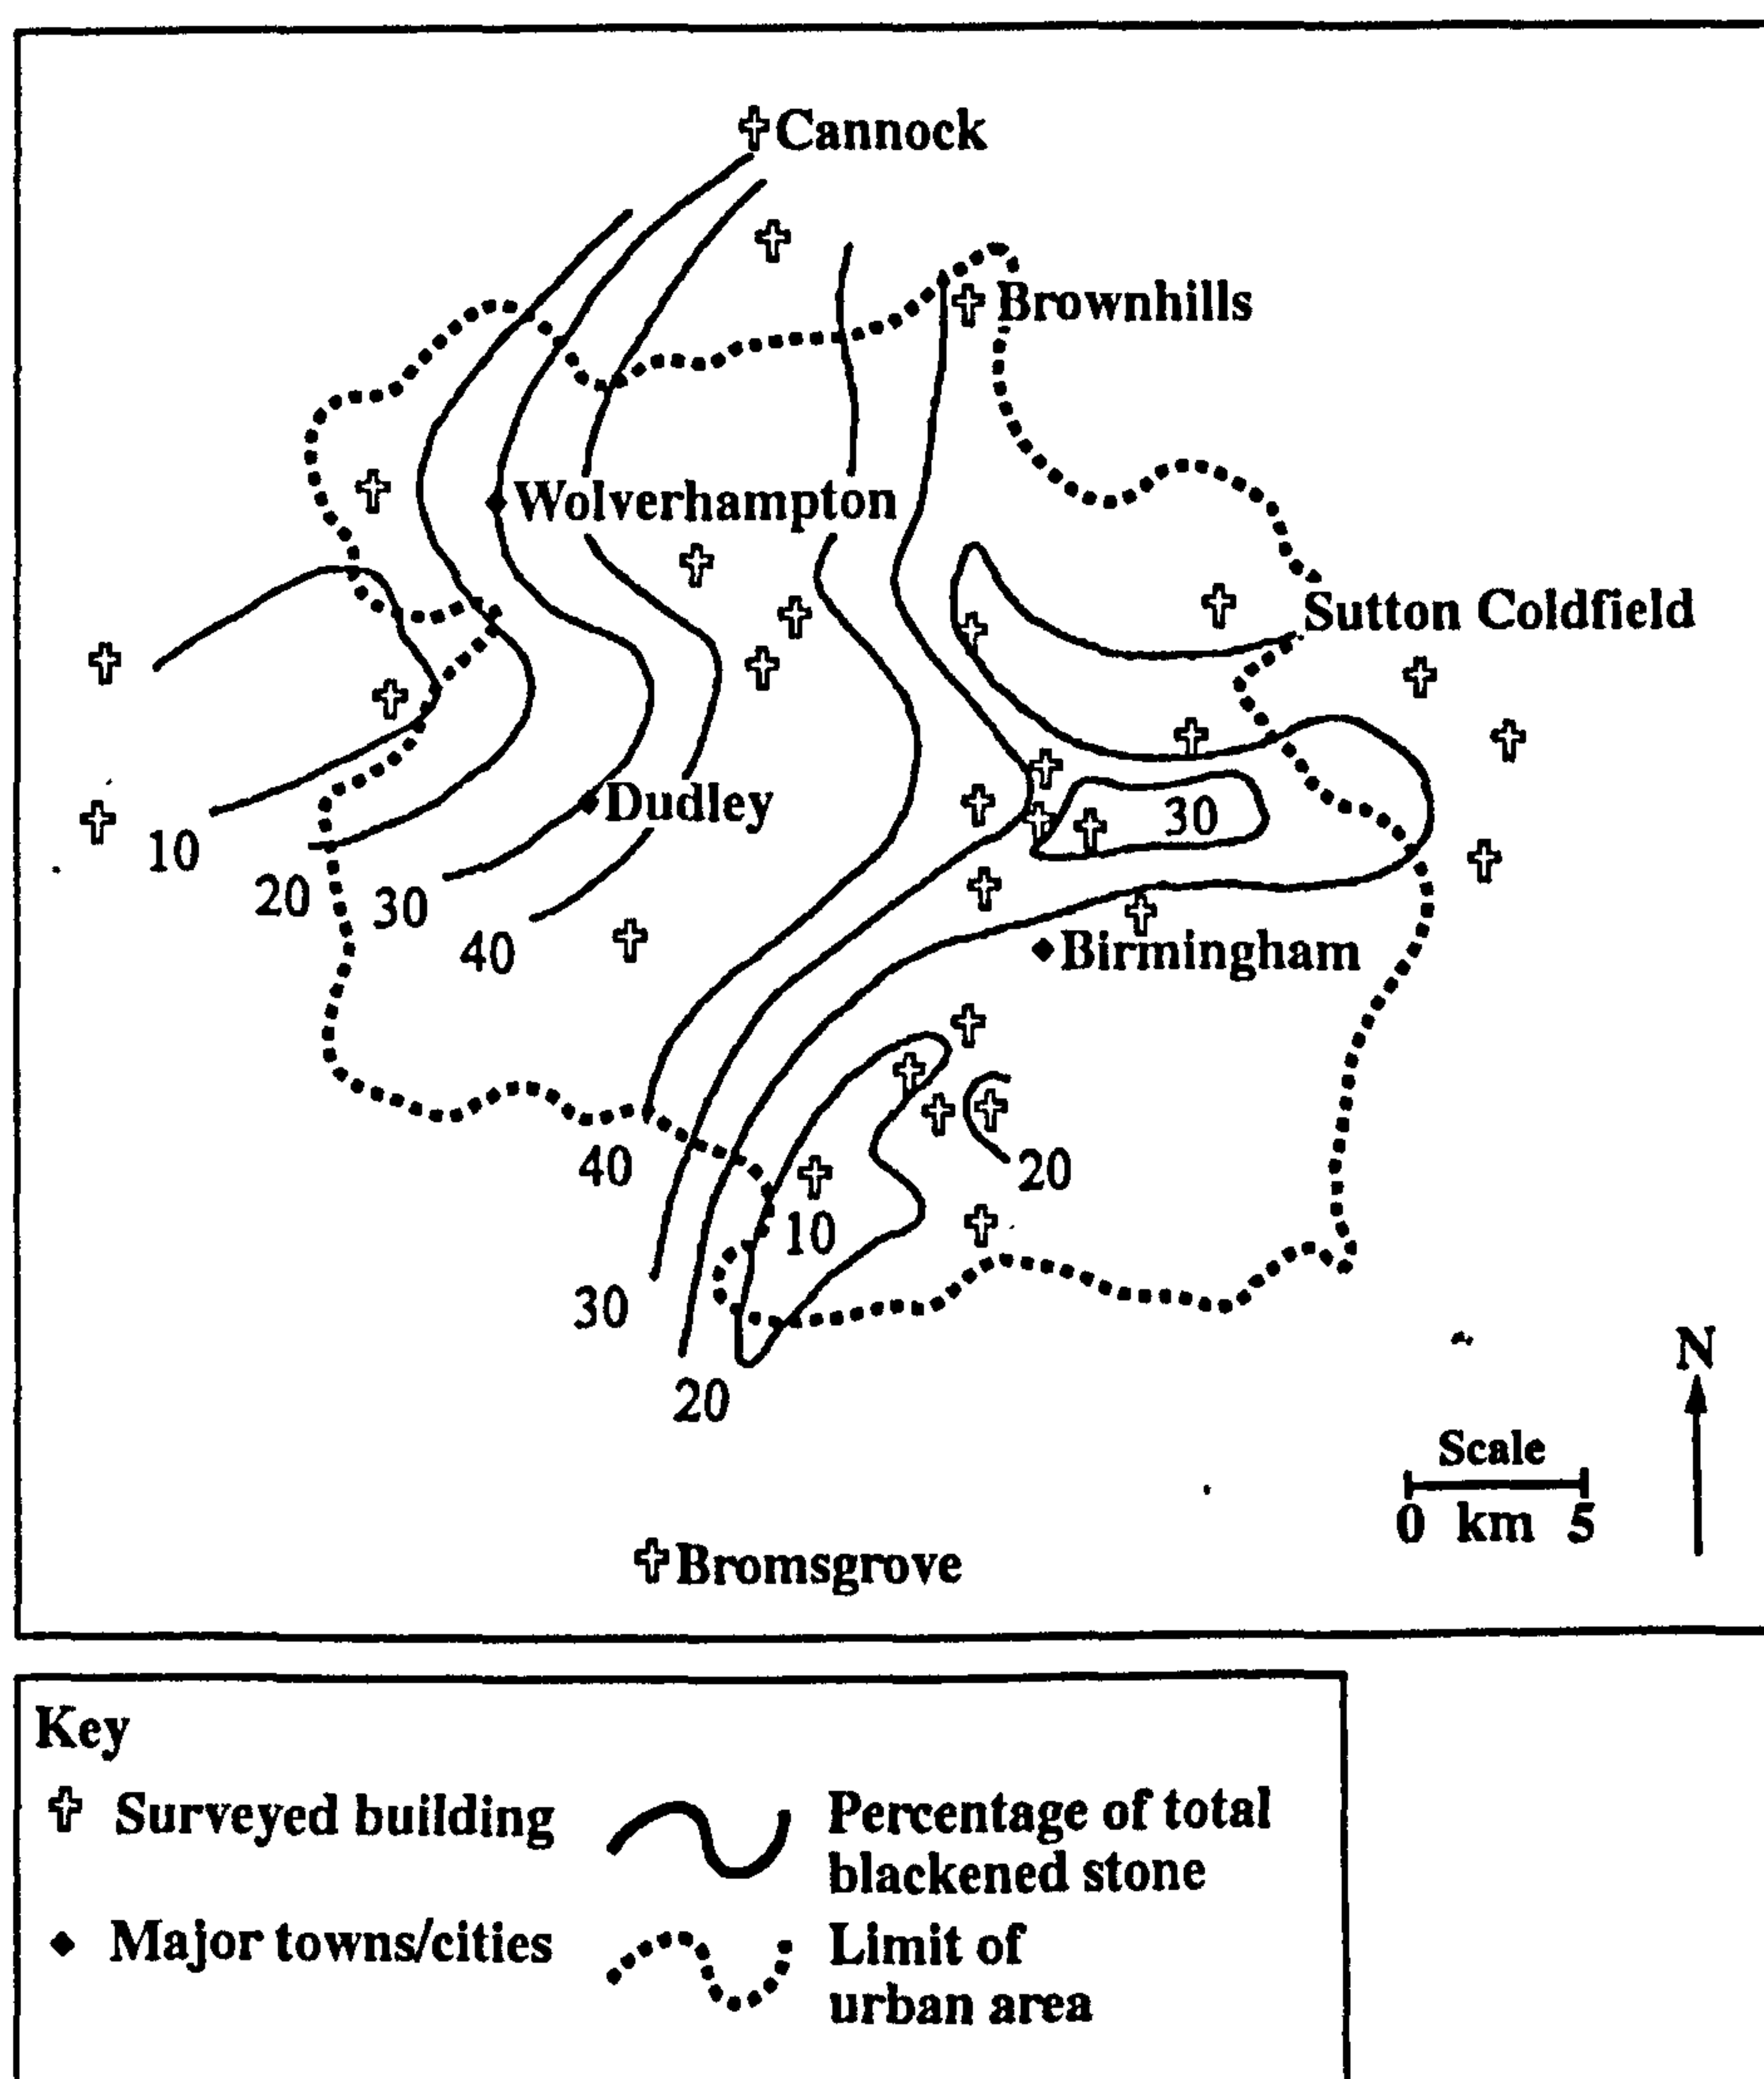 Cannock
Brownhills
Wolverhampton
Sutton Coldfield
Dudley
30
10
20
30
40
Birmingham
40
20
10
30
20
N
Scale
0 km 5
Bromsgrove
Key
Surveyed building
Percentage of total
blackened stone
Major towns/cities
Limit of
urban area